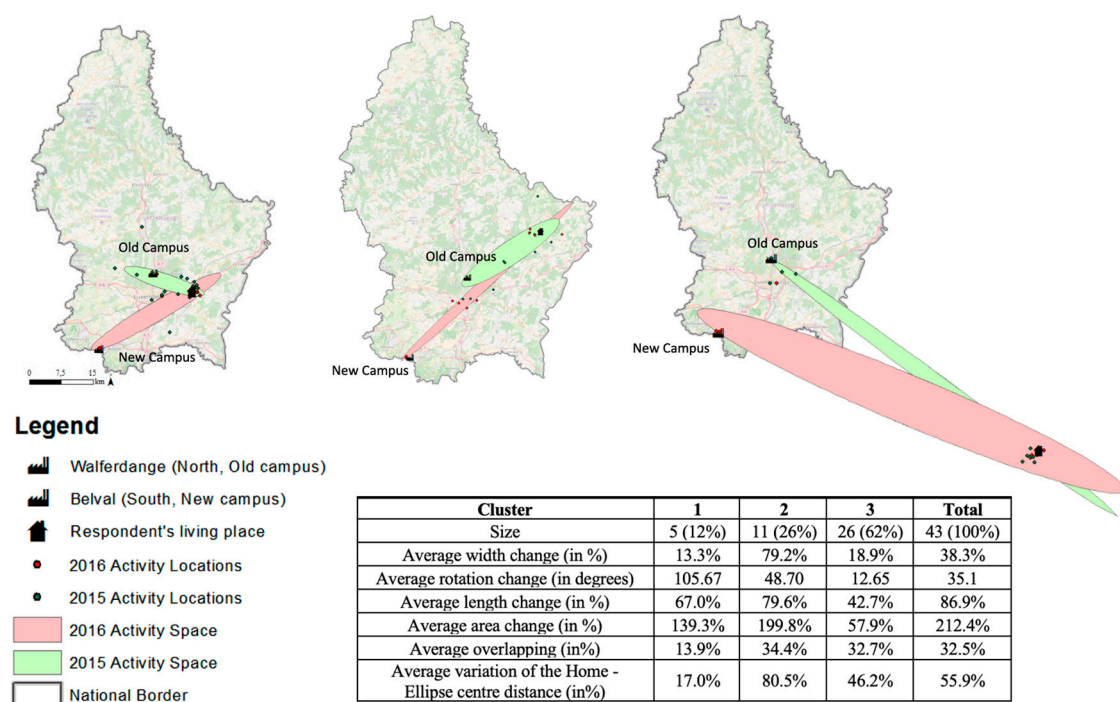 Old Campus
New Campus
0 7,5 15
km
Old Campus
New Campus
Old Campus
New Campus
Legend
Walferdange (North, Old campus)
Belval (South, New campus)
Respondent's living place
2016 Activity Locations
2015 Activity Locations
2016 Activity Space
2015 Activity Space
National Border
Cluster 1 2 3 Total
Size 5 (12%) 11 (26%) 26 (62%) 43 (100%)
Average width change (in %) 13.3% 79.2% 18.9% 38.3%
Average rotation change (in degrees) 105.67 48.70 12.65 35.1
Average length change (in %) 67.0% 79.6% 42.7% 86.9%
Average area change (in %) 139.3% 199.8% 57.9% 212.4%
Average overlapping (in%) 13.9% 34.4% 32.7% 32.5%
Average variation of the Home -
Ellipse centre distance (in%) 17.0% 80.5% 46.2% 55.9%